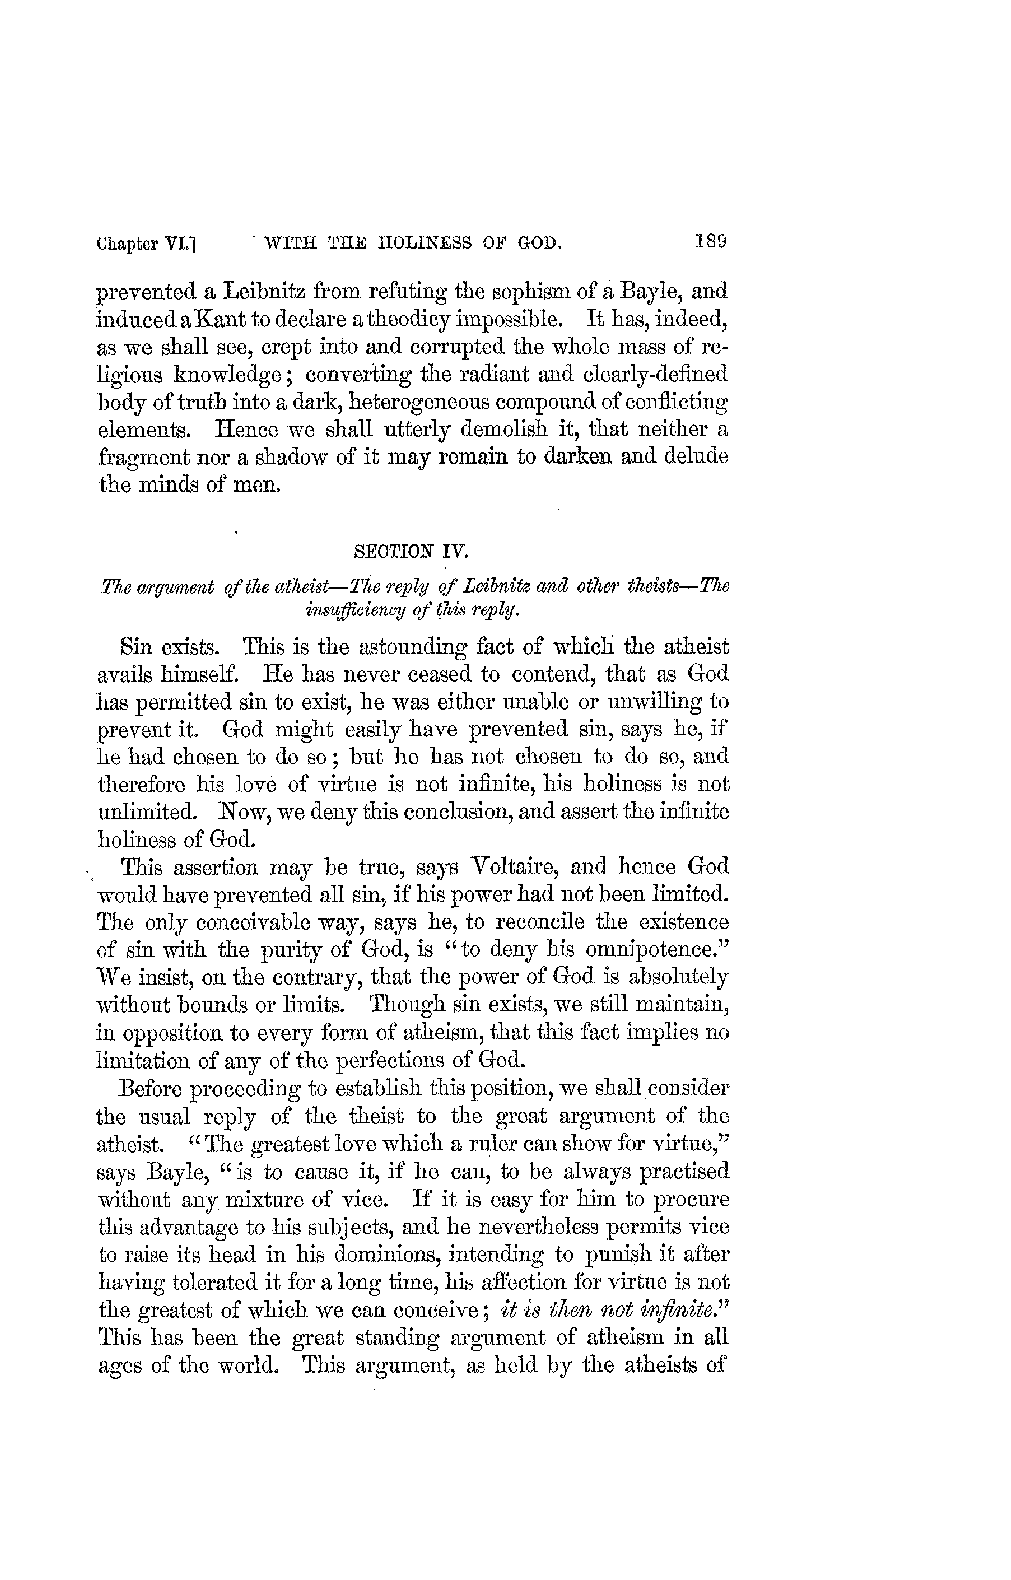 Chapter VI.] WITH THE HOLINESS OF GOD. 189
prevented a Leibnitz from refuting the sophism of a Bayle, and
induced a Kant to declare a theodicy impossible. It has, indeed,
as we shall see, crept into and corrupted the whole mass of re-
ligious knowledge; converting the radiant and clearly-defined
body of truth into a dark, heterogeneous compound of conflicting
elements. Hence we shall utterly demolish it, that neither a
fragment nor a shadow of it may remain to darken and delude
the minds of men.
SECTION IV.
The argument of the atheist—The reply of Leibnitz and other theists—The
insufficiency of this reply.
Sin exists. This is the astounding fact of which the atheist
avails himself. He has never ceased to contend, that as God
has permitted sin to exist, he was either unable or unwilling to
prevent it. God might easily have prevented sin, says he, if
he had chosen to do so; but he has not chosen to do so, and
therefore his love of virtue is not infinite, his holiness is not
unlimited. Now, we deny this conclusion, and assert the infinite
holiness of God.
This assertion may be true, says Voltaire, and hence God
would have prevented all sin, if his power had not been limited.
The only conceivable way, says he, to reconcile the existence
of sin with the purity of God, is "to deny his omnipotence."
We insist, on the contrary, that the power of God is absolutely
without bounds or limits. Though sin exists, we still maintain,
in opposition to every form of atheism, that this fact implies no
limitation of any of the perfections of God.
Before proceeding to establish this position, we shall consider
the usual reply of the theist to the great argument of the
atheist. "The greatest love which a ruler can show for virtue,"
says Bayle, "is to cause it, if he can, to be always practised
without any mixture of vice. If it is easy for him to procure
this advantage to his subjects, and he nevertheless permits vice
to raise its head in his dominions, intending to punish it after
having tolerated it for a long time, his affection for virtue is not
the greatest of which we can conceive; it is then not infinite."
This has been the great standing argument of atheism in all
ages of the world. This argument, as held by the atheists of